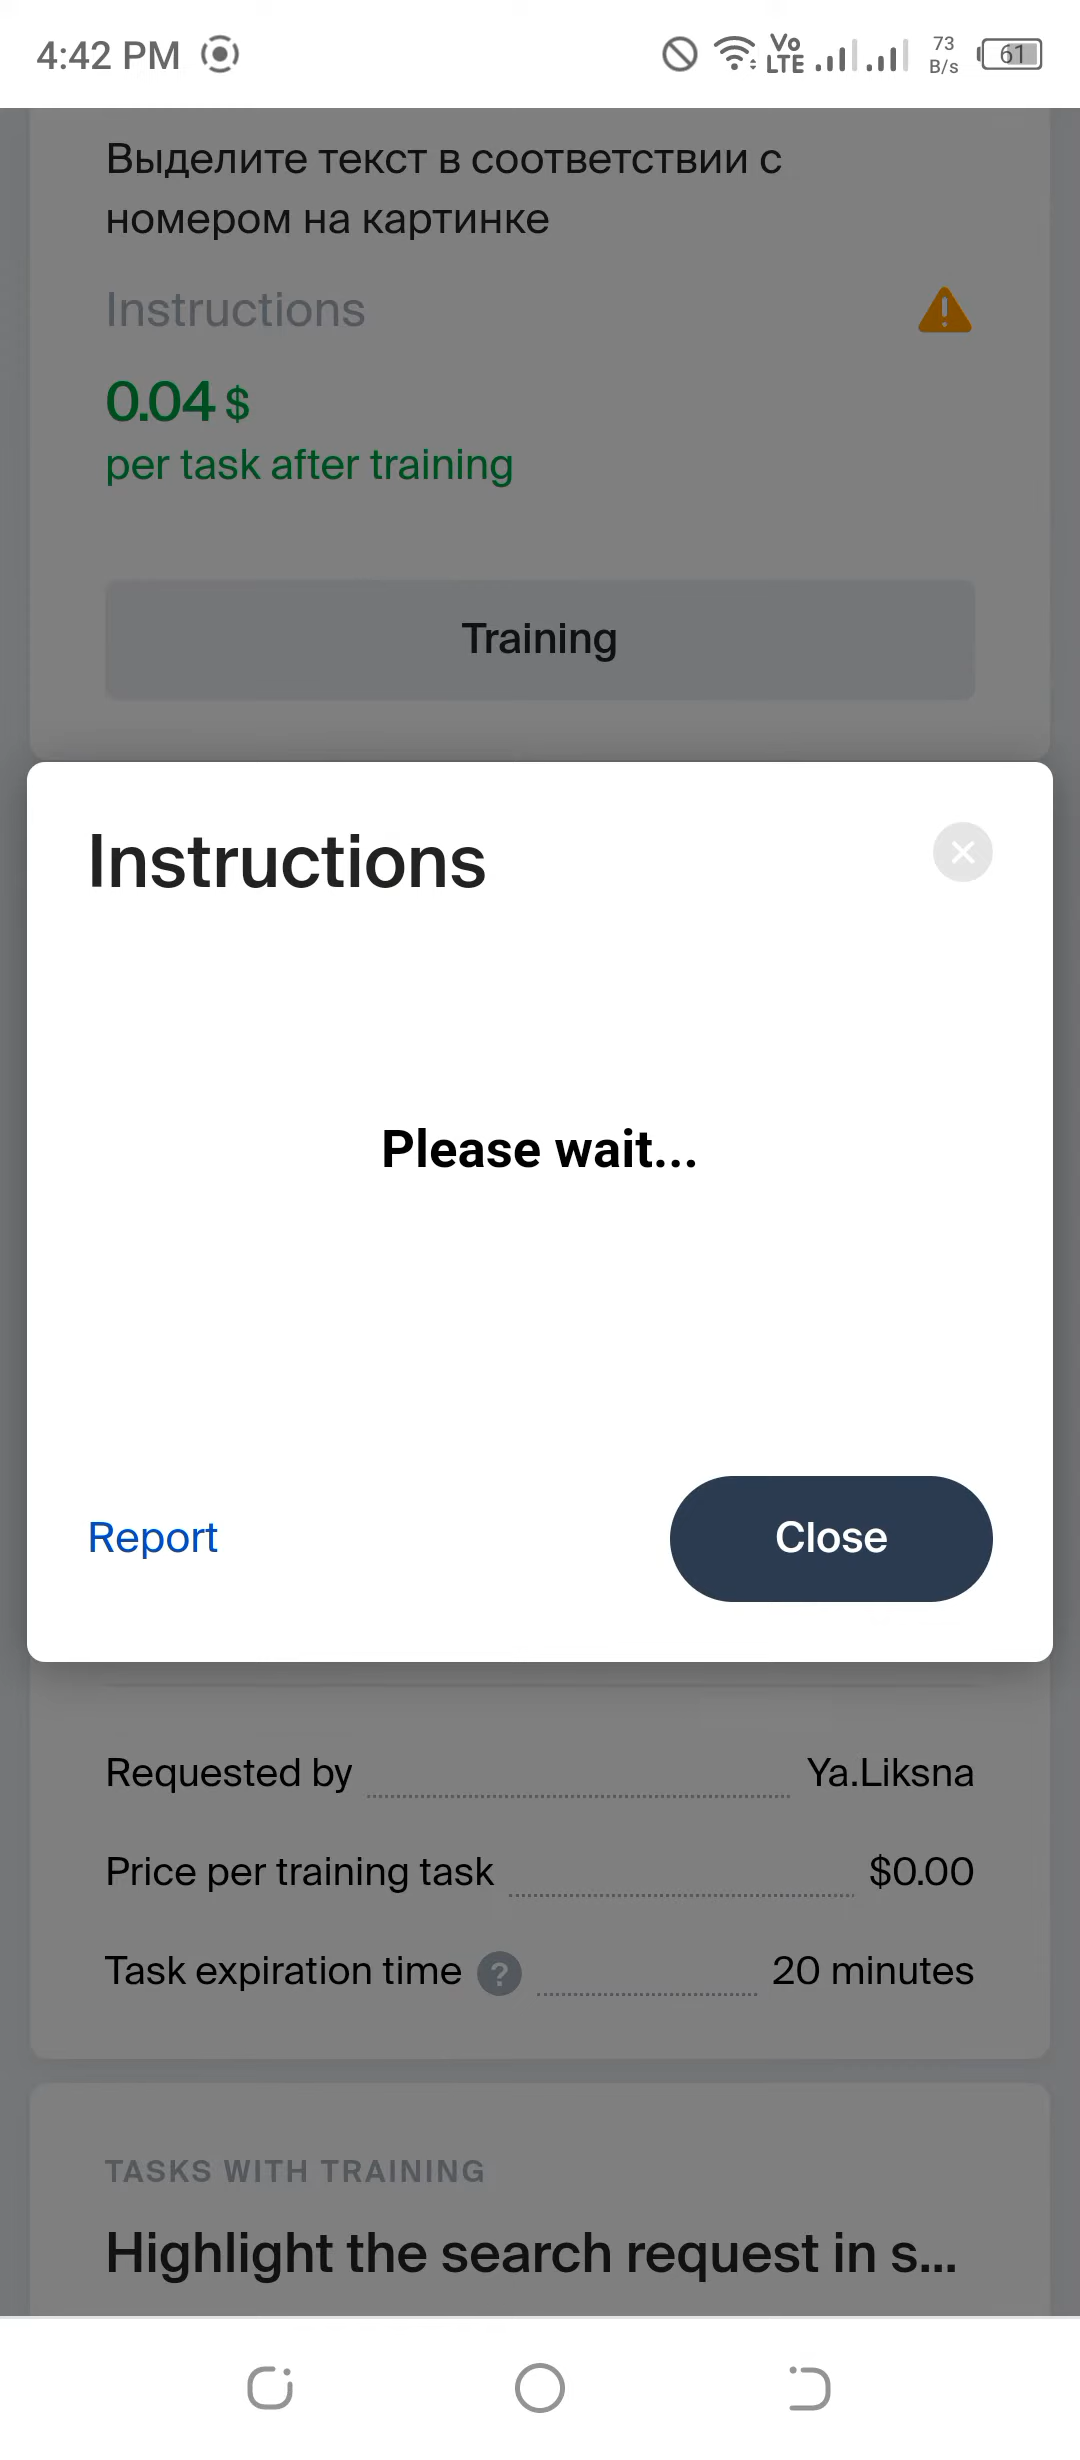 4:42 PM
Vo
LTE
73
B/s
61
Выделите текст в соответствии с
номером на картинке
Instructions
0.04 $
per task after training
Training
Instructions
Please wait...
Report
Close
Requested by Ya.Liksna
Price per training task $0.00
Task expiration time ? 20 minutes
TASKS WITH TRAINING
Highlight the search request in s...